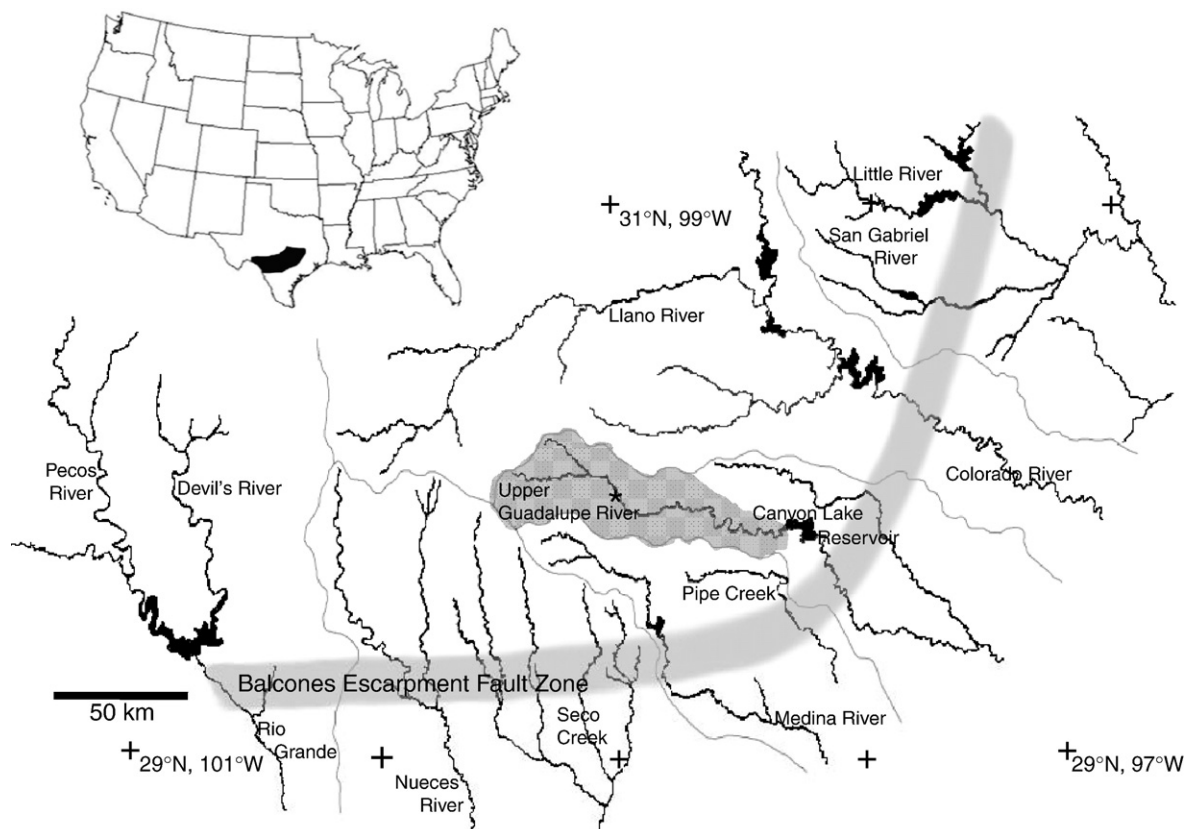 Little River
31°N, 99°W
San Gabriel
River
Llano River
Pecos
River
Devil's River
Colorado River
Upper
Guadalupe River
*
Canyon Lake
Reservoir
Pipe Creek
Balcones Escarpment Fault Zone
50 km
Rio
Grande
Seco
Creek
Medina River
29°N, 101°W
29°N, 97°W
Nueces
River